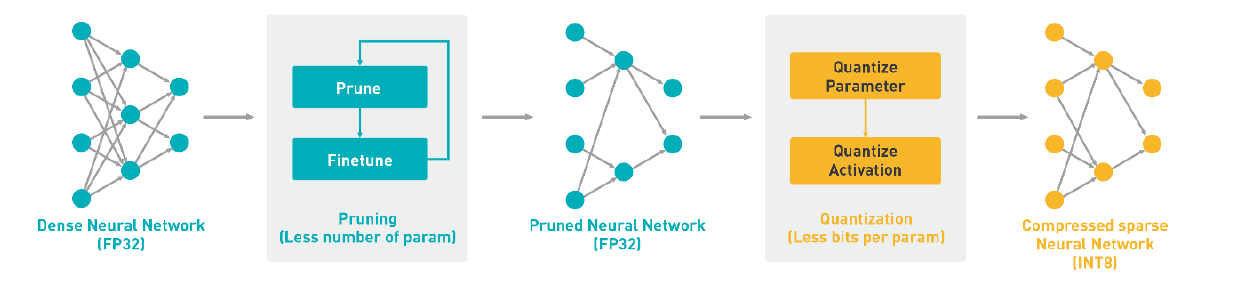 Dense Neural Network
(FP32)
Prune
Finetune
Pruning
(Less number of param)
Pruned Neural Network
(FP32)
Quantize
Parameter
Quantize
Activation
Quantization
(Less bits per param)
Compressed sparse
Neural Network
(INT8)